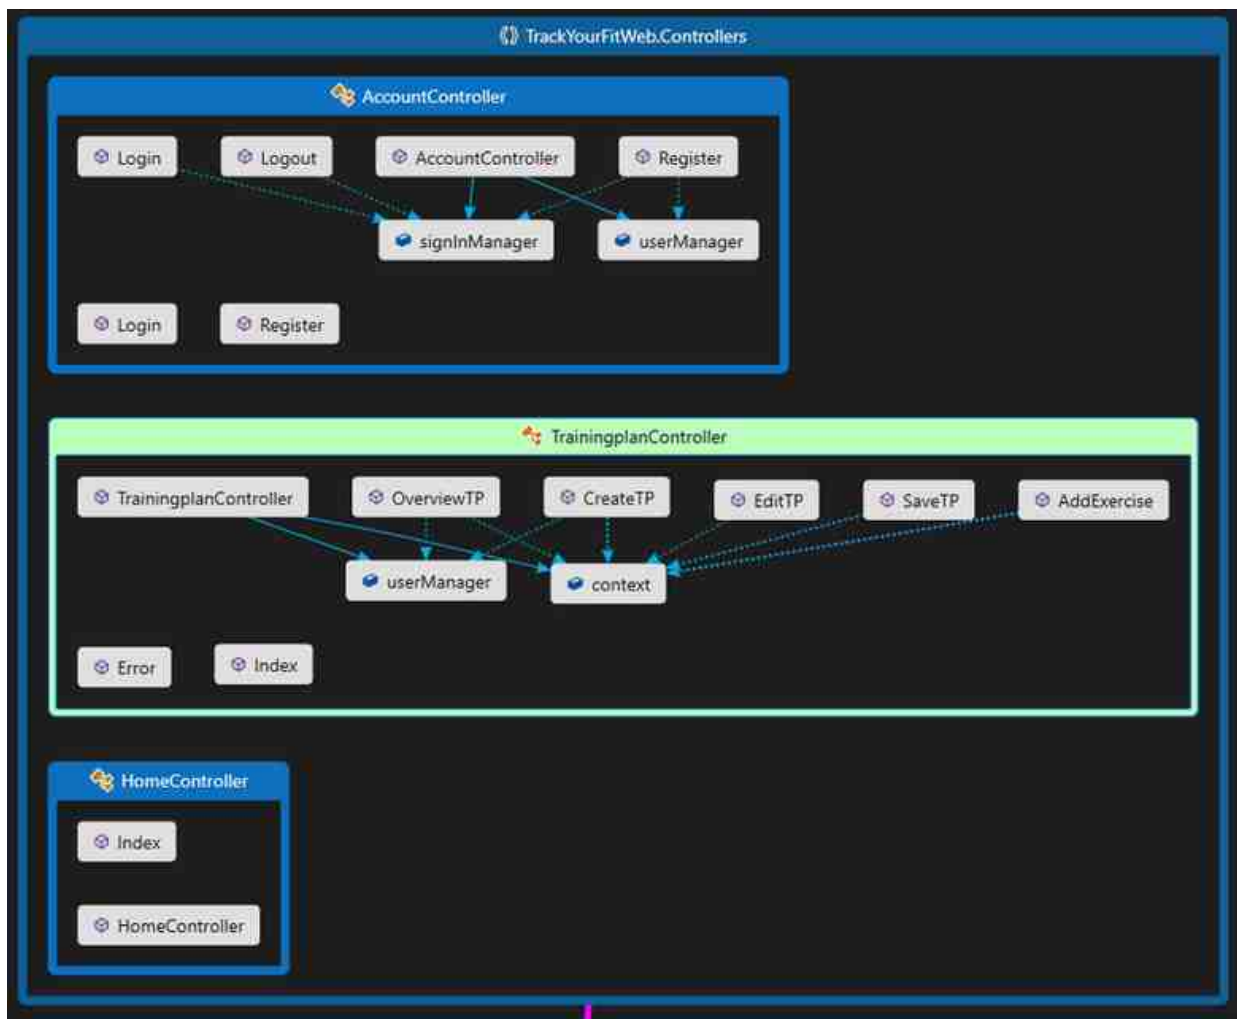 TrackYourFitWeb.Controllers
AccountController
Login Logout AccountController Register
signInManager userManager
Login Register
TrainingplanController
TrainingplanController OverviewTP CreateTP EditTP SaveTP AddExercise
userManager context
Error Index
HomeController
Index
HomeController